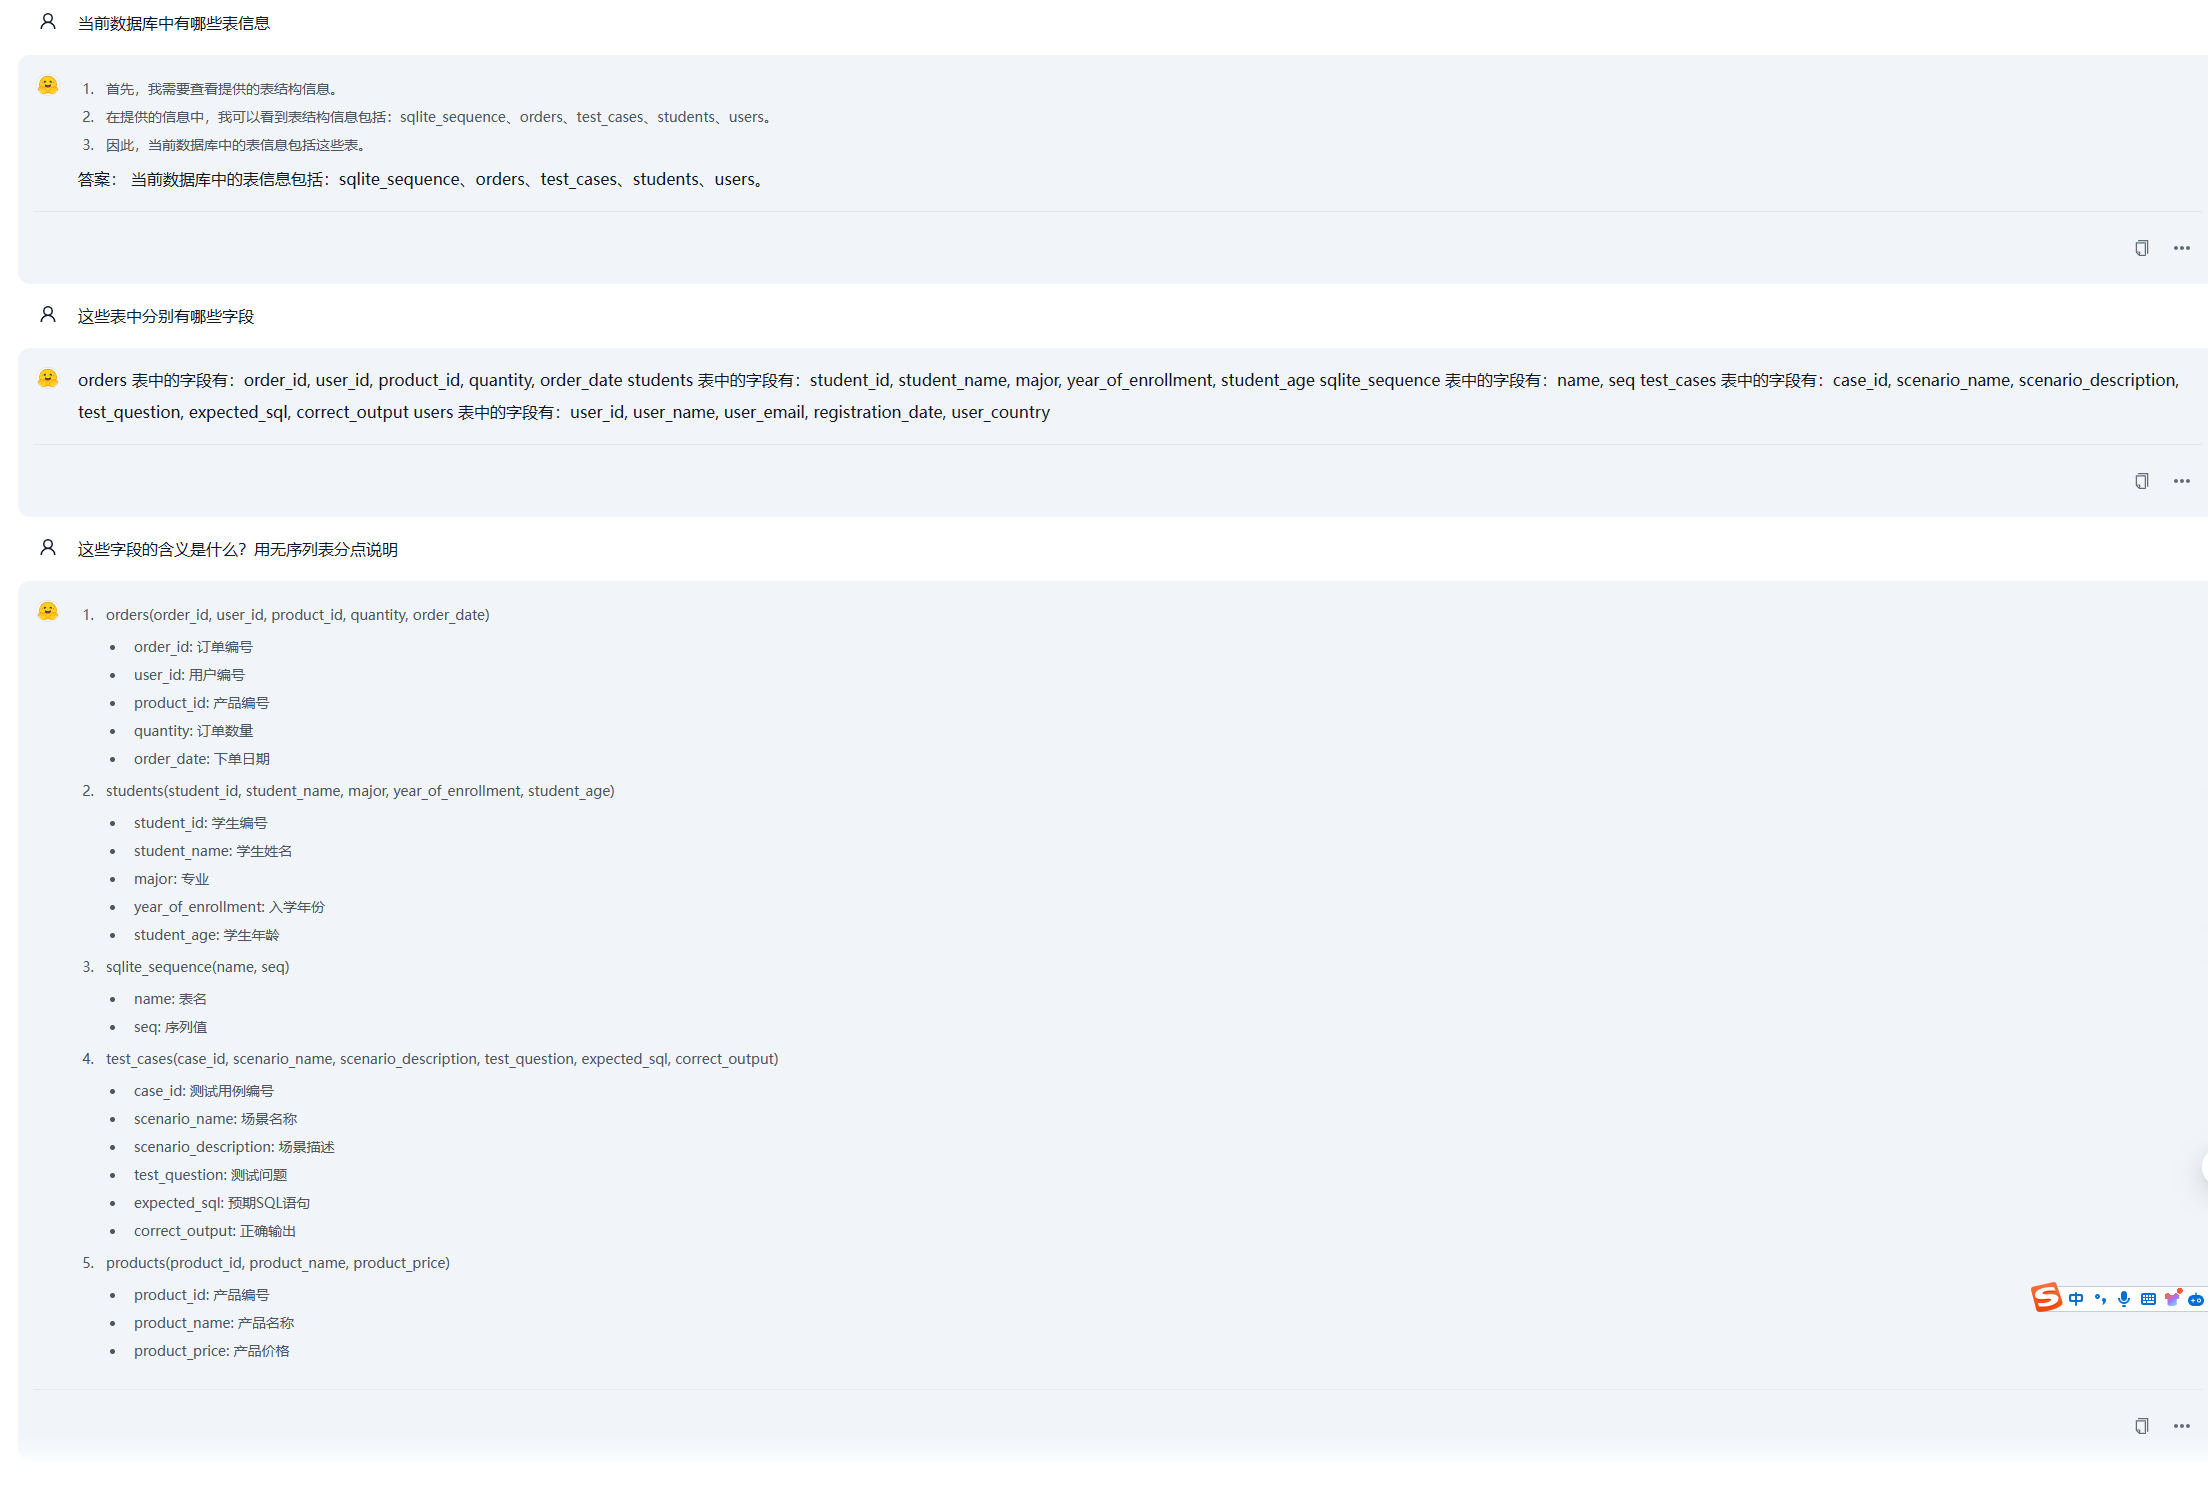 当前数据库中有哪些表信息
1. 首先，我需要查看提供的表结构信息。
2. 在提供的信息中，我可以看到表结构信息包括：sqlite_sequence、orders、test_cases、students、users。
3. 因此，当前数据库中的表信息包括这些表。
答案： 当前数据库中的表信息包括：sqlite_sequence、orders、test_cases、students、users。
这些表中分别有哪些字段
orders 表中的字段有：order_id, user_id, product_id, quantity, order_date students 表中的字段有：student_id, student_name, major, year_of_enrollment, student_age sqlite_sequence 表中的字段有：name, seq test_cases 表中的字段有：case_id, scenario_name, scenario_description,
test_question, expected_sql, correct_output users 表中的字段有：user_id, user_name, user_email, registration_date, user_country
这些字段的含义是什么？用无序列表分点说明
1. orders(order_id, user_id, product_id, quantity, order_date)
• order_id: 订单编号
• user_id: 用户编号
• product_id: 产品编号
• quantity: 订单数量
• order_date: 下单日期
2. students(student_id, student_name, major, year_of_enrollment, student_age)
• student_id: 学生编号
• student_name: 学生姓名
• major: 专业
• year_of_enrollment: 入学年份
• student_age: 学生年龄
3. sqlite_sequence(name, seq)
• name: 表名
• seq: 序列值
4. test_cases(case_id, scenario_name, scenario_description, test_question, expected_sql, correct_output)
• case_id: 测试用例编号
• scenario_name: 场景名称
• scenario_description: 场景描述
• test_question: 测试问题
• expected_sql: 预期SQL语句
• correct_output: 正确输出
5. products(product_id, product_name, product_price)
• product_id: 产品编号
• product_name: 产品名称
• product_price: 产品价格
中